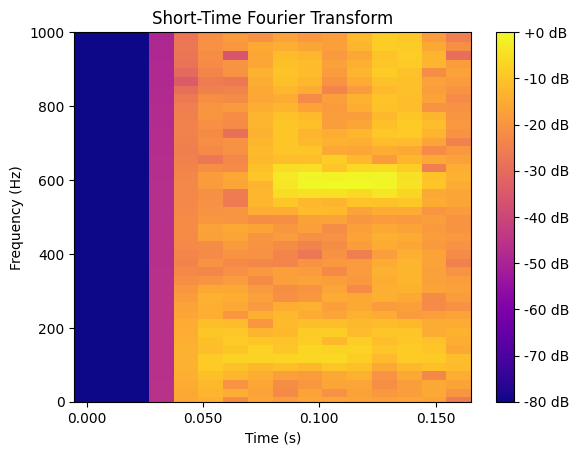 Short-Time Fourier Transform
1000
800
600
400
200
0
Frequency (Hz)
0.000
0.050
0.100
0.150
Time (s)
+0 dB
-10 dB
-20 dB
-30 dB
-40 dB
-50 dB
-60 dB
-70 dB
-80 dB